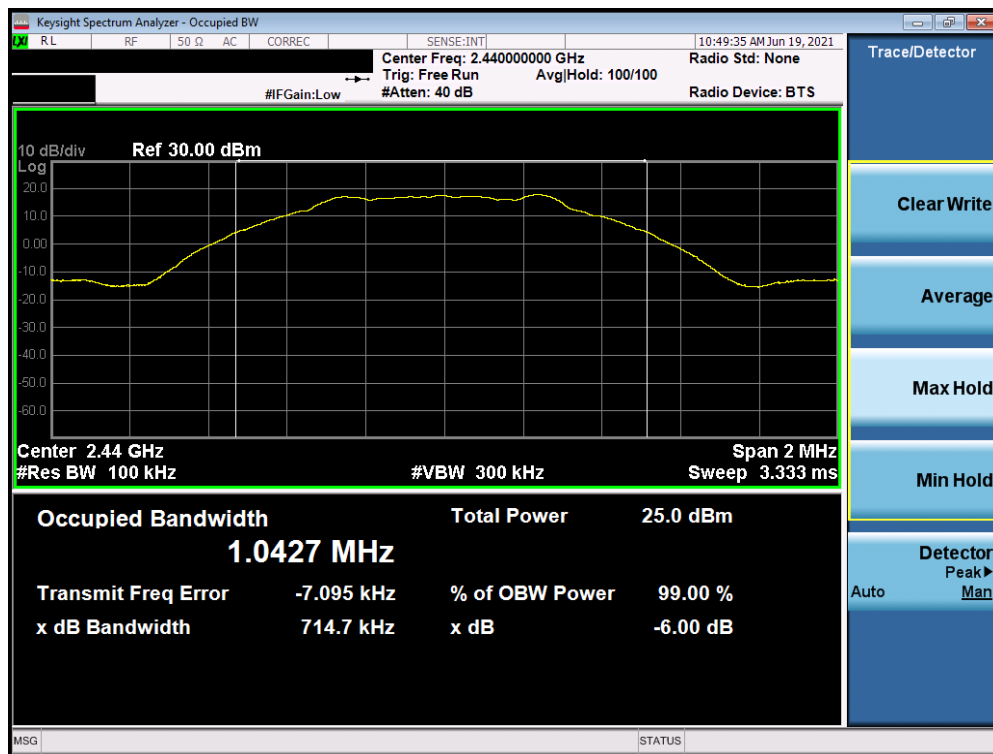 Keysight Spectrum Analyzer - Occupied BW
LXI RL RF 50 Ω AC CORREC SENSE:INT 10:49:35 AM Jun 19, 2021
Center Freq: 2.440000000 GHz Radio Std: None
Trig: Free Run Avg|Hold: 100/100
#IFGain:Low #Atten: 40 dB Radio Device: BTS
10 dB/div Ref 30.00 dBm
Log
20.0
10.0
0.00
-10.0
-20.0
-30.0
-40.0
-50.0
-60.0
Center 2.44 GHz Span 2 MHz
#Res BW 100 kHz #VBW 300 kHz Sweep 3.333 ms
Occupied Bandwidth Total Power 25.0 dBm
1.0427 MHz
Transmit Freq Error -7.095 kHz % of OBW Power 99.00 %
x dB Bandwidth 714.7 kHz x dB -6.00 dB
MSG STATUS
Trace/Detector
Clear Write
Average
Max Hold
Min Hold
Detector
Peak▶
Auto Man